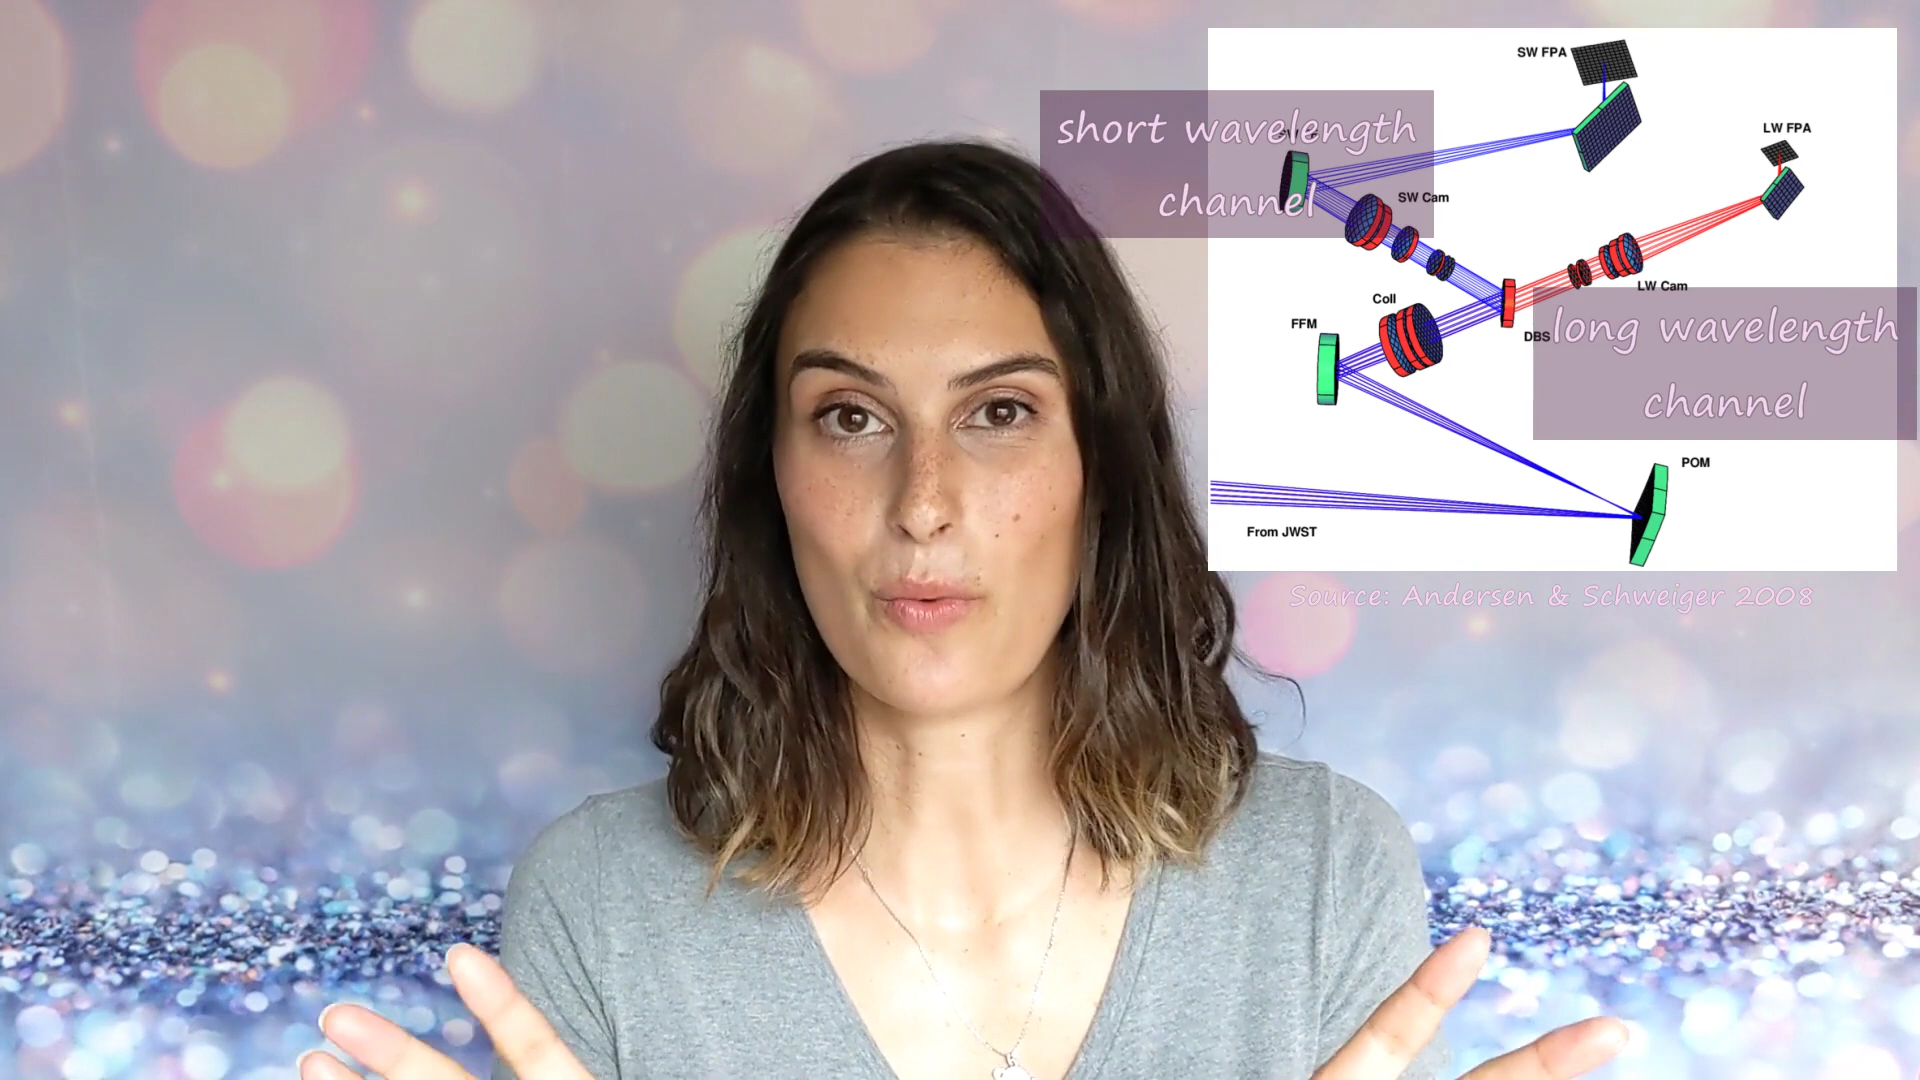 SW FPA
short wavelength
channel
LW FPA
SW Cam
LW Cam
Coll
FFM
DBS
long wavelength
channel
POM
From JWST
Source: Andersen & Schweiger 2008